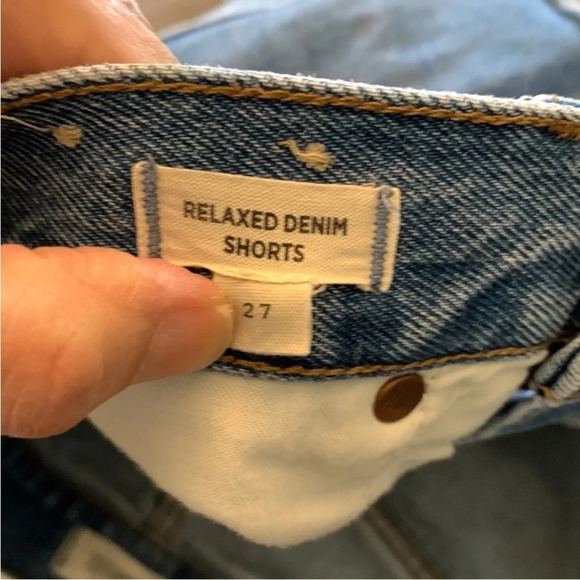 RELAXED DENIM
SHORTS
27